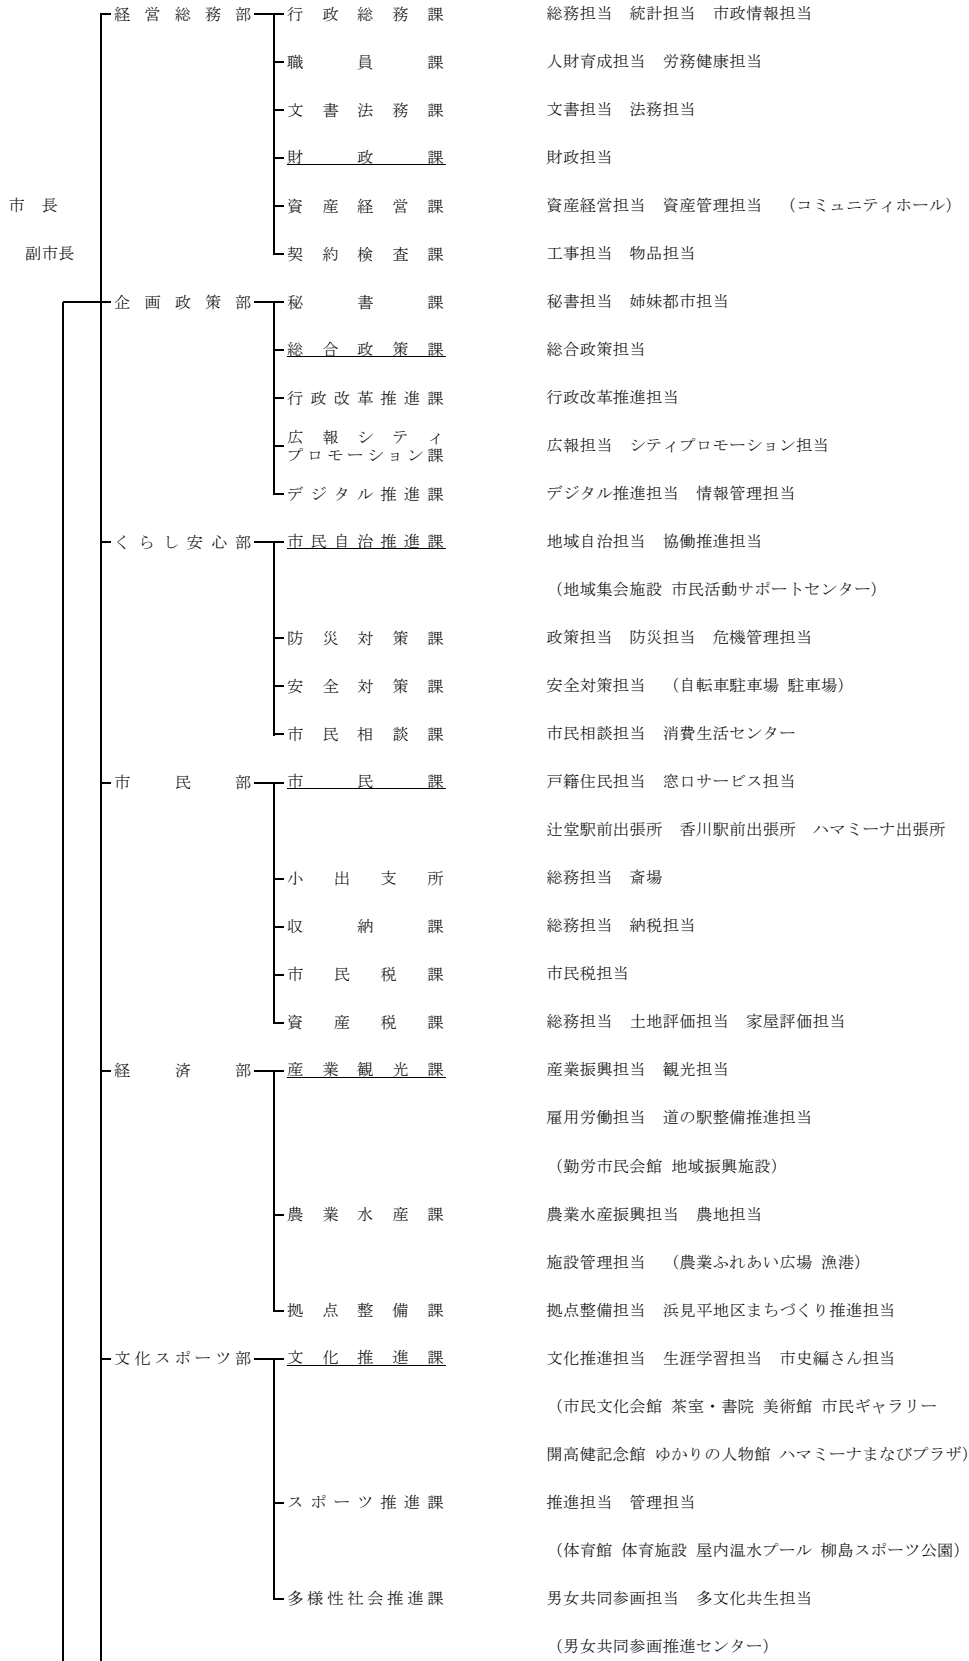 経営総務部 行政総務課 総務担当 統計担当 市政情報担当
職員課 人財育成担当 労務健康担当
文書法務課 文書担当 法務担当
財政課 財政担当
市長 資産経営課 資産経営担当 資産管理担当 （コミュニティホール）
副市長 契約検査課 工事担当 物品担当
企画政策部 秘書課 秘書担当 姉妹都市担当
総合政策課 総合政策担当
行政改革推進課 行政改革推進担当
広報シティ
プロモーション課 広報担当 シティプロモーション担当
デジタル推進課 デジタル推進担当 情報管理担当
くらし安心部 市民自治推進課 地域自治担当 協働推進担当
（地域集会施設 市民活動サポートセンター）
防災対策課 政策担当 防災担当 危機管理担当
安全対策課 安全対策担当 （自転車駐車場 駐車場）
市民相談課 市民相談担当 消費生活センター
市民部 市民課 戸籍住民担当 窓口サービス担当
辻堂駅前出張所 香川駅前出張所 ハマミーナ出張所
小出支所 総務担当 斎場
収納課 総務担当 納税担当
市民税課 市民税担当
資産税課 総務担当 土地評価担当 家屋評価担当
経済部 産業観光課 産業振興担当 観光担当
雇用労働担当 道の駅整備推進担当
（勤労市民会館 地域振興施設）
農業水産課 農業水産振興担当 農地担当
施設管理担当 （農業ふれあい広場 漁港）
拠点整備課 拠点整備担当 浜見平地区まちづくり推進担当
文化スポーツ部 文化推進課 文化推進担当 生涯学習担当 市史編さん担当
（市民文化会館 茶室・書院 美術館 市民ギャラリー
開高健記念館 ゆかりの人物館 ハマミーナまなびプラザ）
スポーツ推進課 推進担当 管理担当
（体育館 体育施設 屋内温水プール 柳島スポーツ公園）
多様性社会推進課 男女共同参画担当 多文化共生担当
（男女共同参画推進センター）